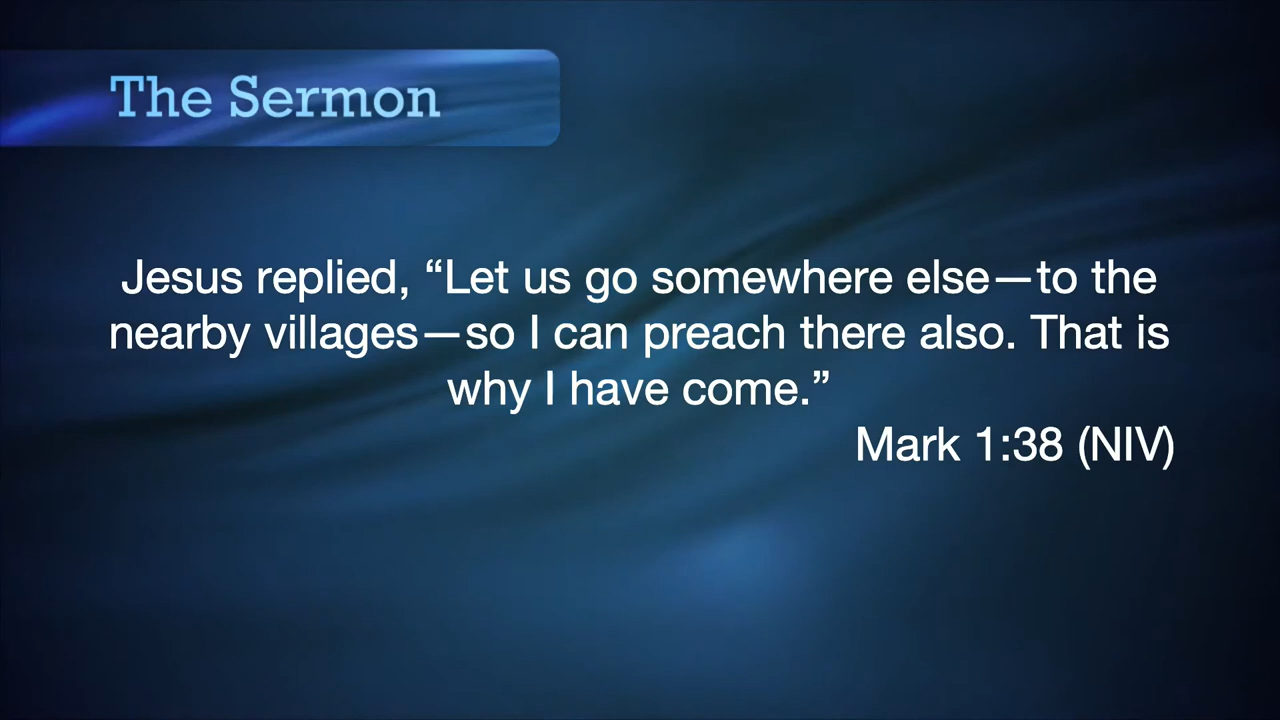 The Sermon
Jesus replied, “Let us go somewhere else—to the
nearby villages—so I can preach there also. That is
why I have come.”
Mark 1:38 (NIV)